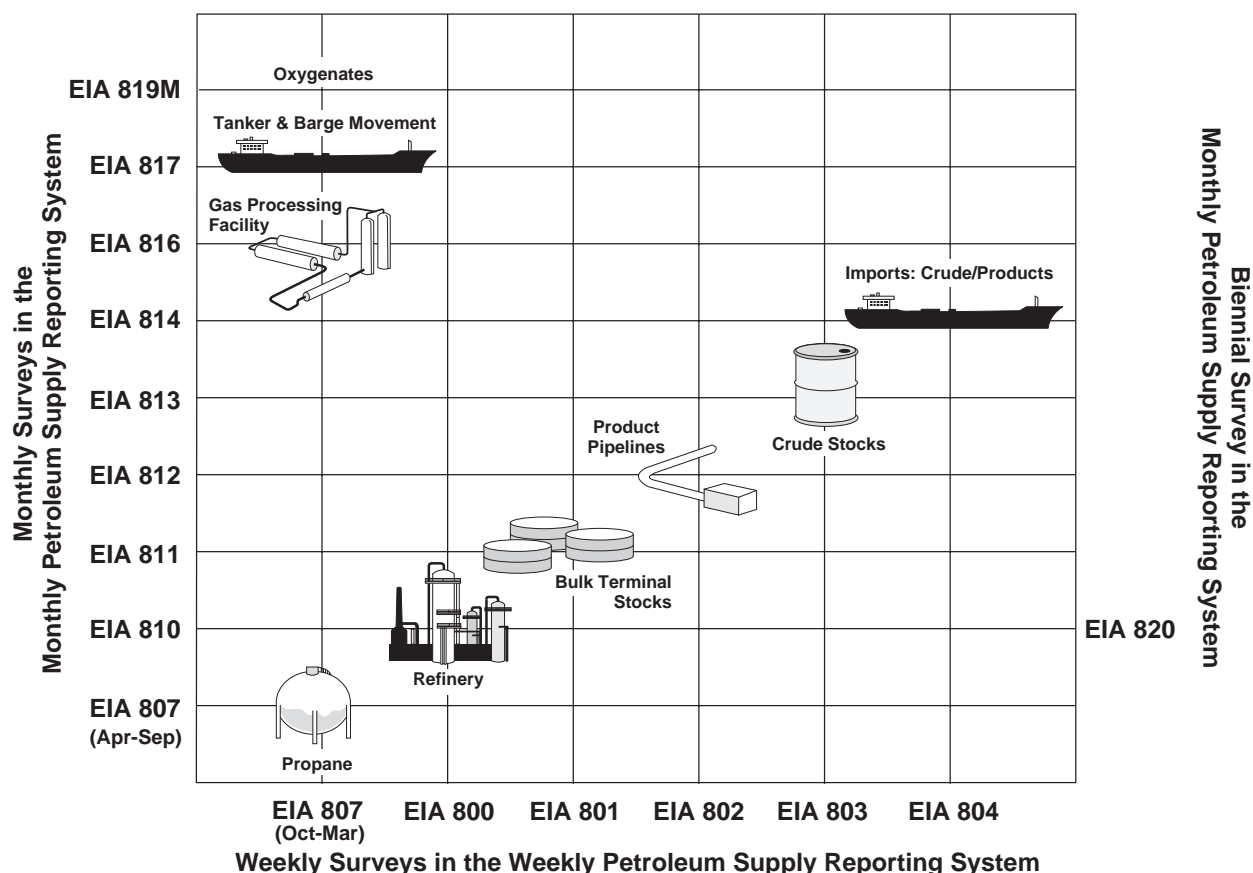 Oxygenates
EIA 819M
Tanker & Barge Movement
EIA 817
Gas Processing
Facility
EIA 816
Imports: Crude/Products
EIA 814
EIA 813
Crude Stocks
Product
Pipelines
EIA 812
EIA 811
Bulk Terminal
Stocks
EIA 810
Refinery
EIA 807
(Apr-Sep)
Propane
Monthly Surveys in the
Monthly Petroleum Supply Reporting System
Biennial Survey in the
Monthly Petroleum Supply Reporting System
EIA 820
EIA 807
(Oct-Mar)
EIA 800
EIA 801
EIA 802
EIA 803
EIA 804
Weekly Surveys in the Weekly Petroleum Supply Reporting System